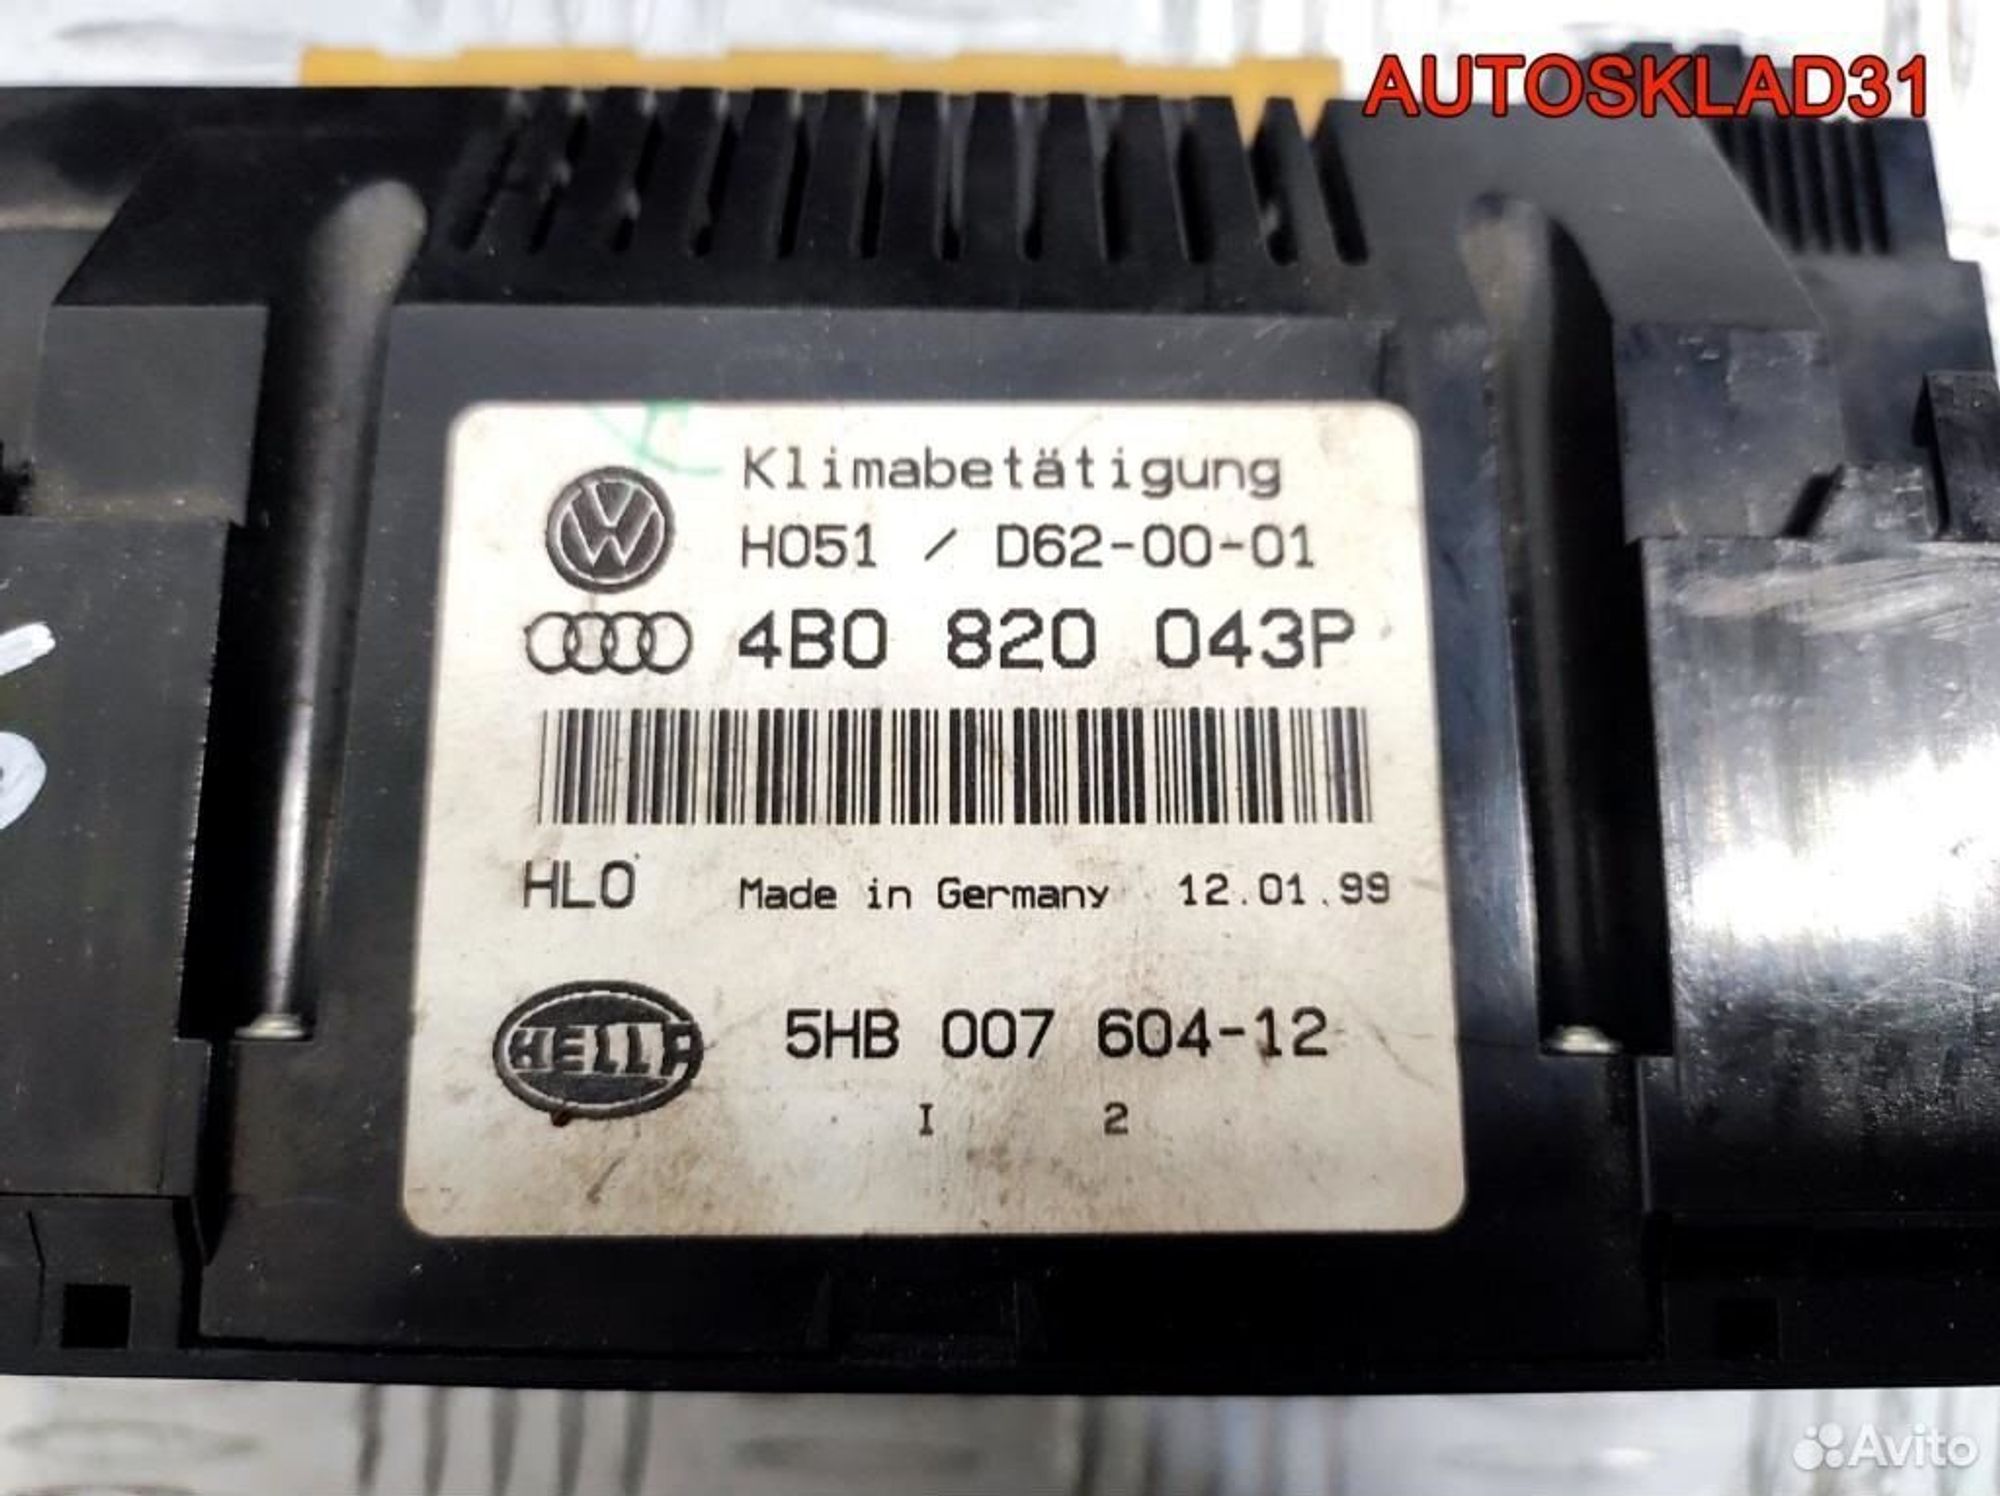 AUTOSKLAD31
Klimabetätigung
H051 / D62-00-01
4B0 820 043P
HLO Made in Germany 12.01.99
HELLA 5HB 007 604-12
I 2
Avito